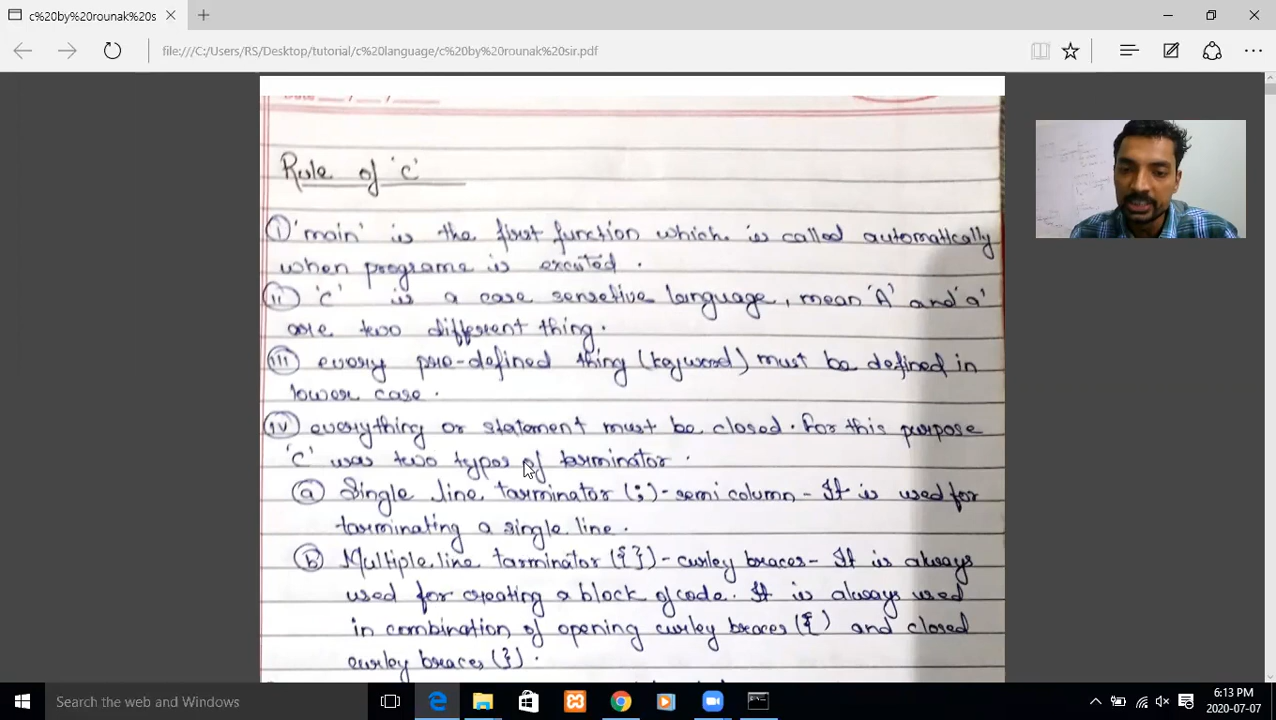 c%20by%20rounak%20s
file:///C:/Users/RS/Desktop/tutorial/c%20language/c%20by%20rounak%20sir.pdf
Date
Rule of 'c'
(i) 'main' is the first function which is called automatically
when programe is excuted .
(ii) 'c' is a case sensetive language, mean 'A' and 'a'
are two different thing.
(iii) every pre-defined thing (keyword) must be defined in
lower case .
(iv) everything or statement must be closed. For this purpose
'c' was two types of terminator .
(a) Single line tarminator (;) - semi column - It is used for
tarminating a single line .
(b) Multiple line tarminator ({}) - curley braces - It is always
used for creating a block of code. It is always used
in combination of opening curley braces ({) and closed
curley braces (}) .
Search the web and Windows
6:13 PM
2020-07-07